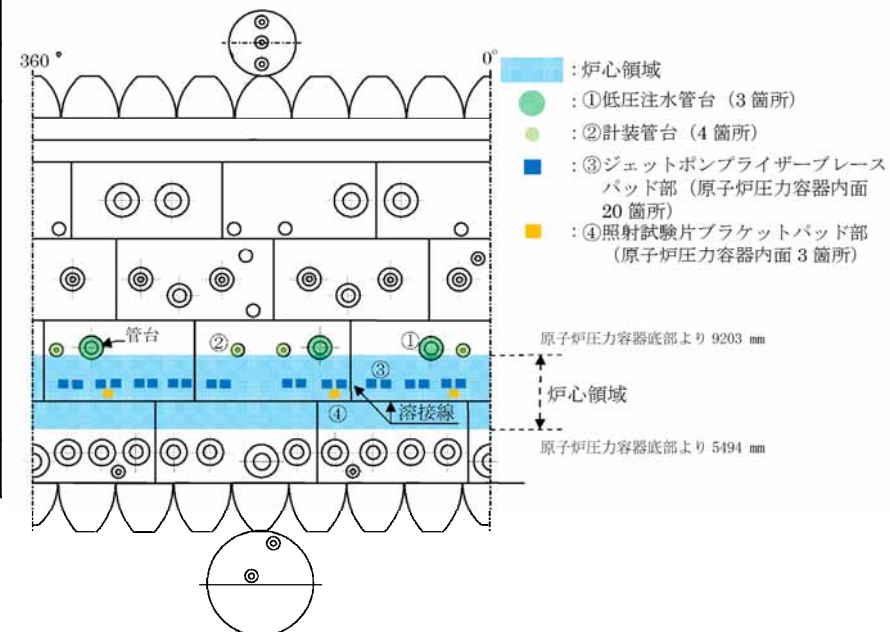 360°
0°
: 炉心領域
: ①低圧注水管台（3 箇所）
: ②計装管台（4 箇所）
: ③ジェットポンプライザーブレース
パッド部（原子炉圧力容器内面
20 箇所）
: ④照射試験片ブラケットパッド部
（原子炉圧力容器内面 3 箇所）
管台
②
①
③
④
溶接線
原子炉圧力容器底部より 9203 mm
炉心領域
原子炉圧力容器底部より 5494 mm